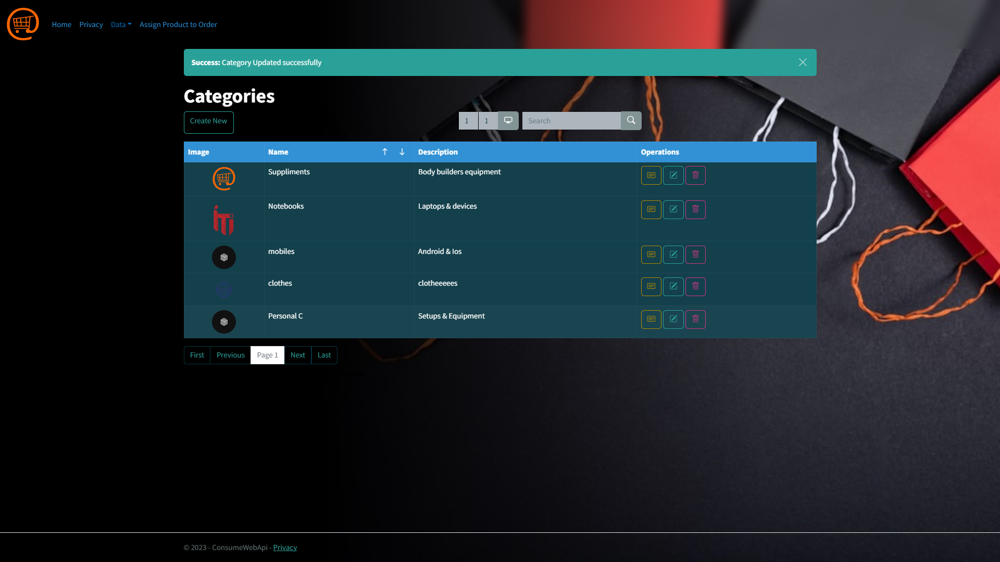 Home Privacy Data Assign Product to Order
Success: Category Updated successfully
Categories
Create New 1 1 Search
Image Name Description Operations
Suppliments Body builders equipment
Notebooks Laptops & devices
mobiles Android & Ios
clothes clotheeeees
Personal C Setups & Equipment
First Previous Page 1 Next Last
© 2023 - ConsumeWebApi - Privacy